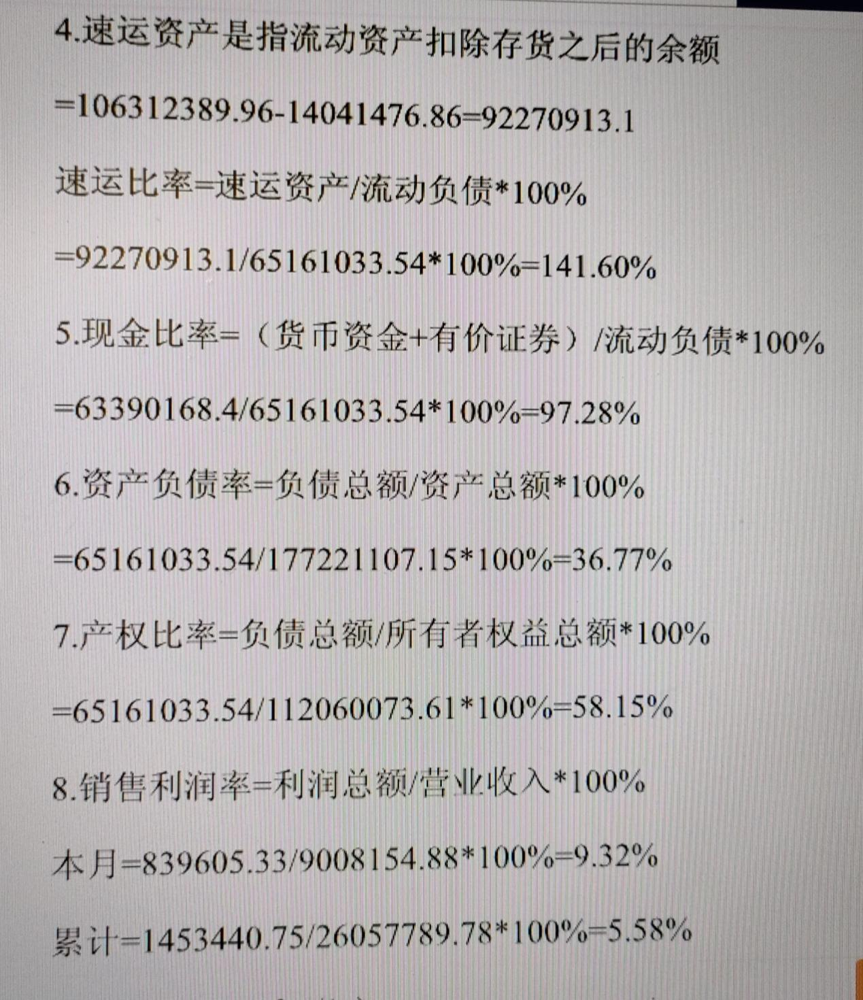 4.速运资产是指流动资产扣除存货之后的余额
=106312389.96-14041476.86=92270913.1
速运比率=速运资产/流动负债*100%
=92270913.1/65161033.54*100%=141.60%
5.现金比率=（货币资金+有价证券）/流动负债*100%
=63390168.4/65161033.54*100%=97.28%
6.资产负债率=负债总额/资产总额*100%
=65161033.54/177221107.15*100%=36.77%
7.产权比率=负债总额/所有者权益总额*100%
=65161033.54/112060073.61*100%=58.15%
8.销售利润率=利润总额/营业收入*100%
本月=839605.33/9008154.88*100%=9.32%
累计=1453440.75/26057789.78*100%=5.58%